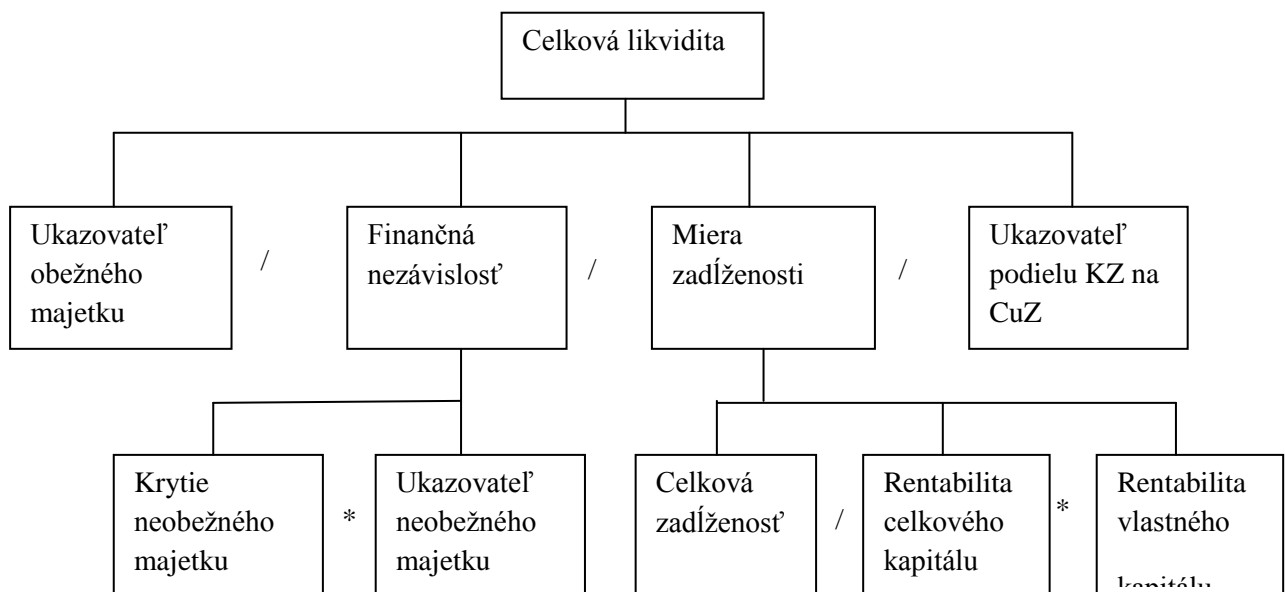 Celková likvidita
Ukazovateľ
obežného
majetku
/
Finančná
nezávislosť
/
Miera
zadĺženosti
/
Ukazovateľ
podielu KZ na
CuZ
Krytie
neobežného
majetku
*
Ukazovateľ
neobežného
majetku
Celková
zadĺženosť
/
Rentabilita
celkového
kapitálu
*
Rentabilita
vlastného
kapitálu